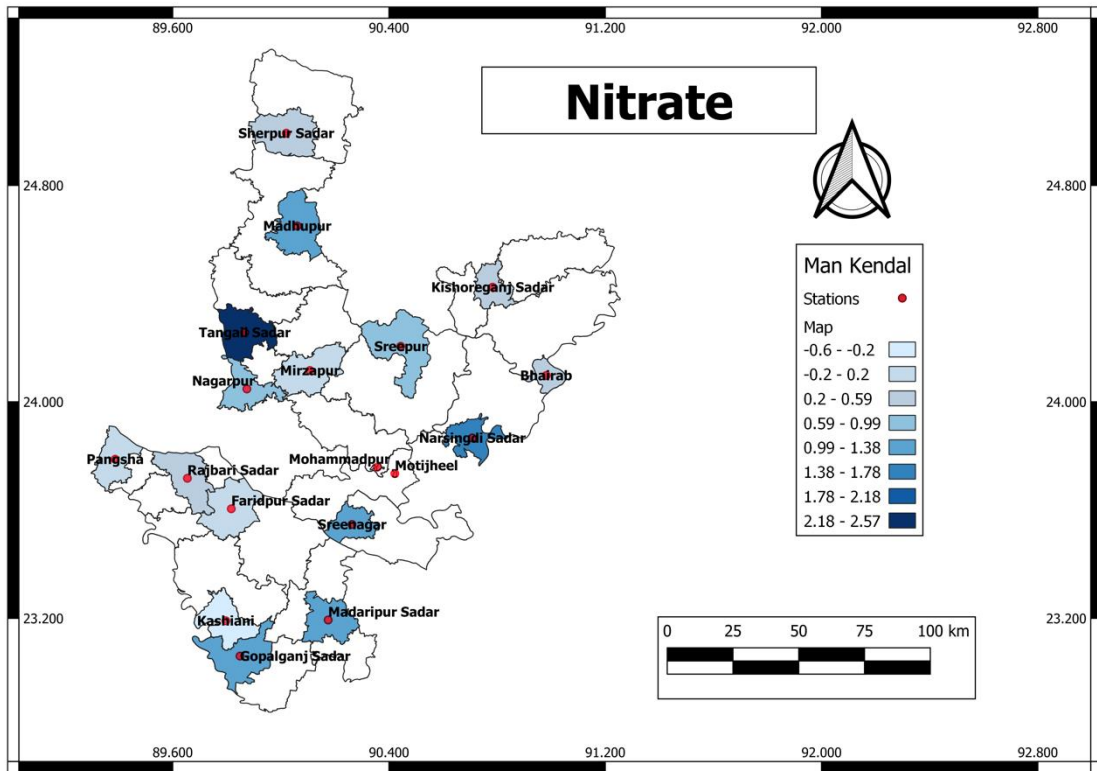 89.600 90.400 91.200 92.000 92.800
Nitrate
Sherpur Sadar
24.800 24.800
Madhupur
Man Kendal
Kishoreganj Sadar
Stations
Map
Tangail Sadar
-0.6 - -0.2
Sreepur
-0.2 - 0.2
Mirzapur
Bhairab
Nagarpur
0.2 - 0.59
24.000 24.000
0.59 - 0.99
Narsingdi Sadar
0.99 - 1.38
Pangsha
Mohammadpur
Rajbari Sadar
Motijheel
1.38 - 1.78
1.78 - 2.18
Faridpur Sadar
2.18 - 2.57
Sreenagar
Madaripur Sadar
23.200 23.200
Kashiani
0 25 50 75 100 km
Gopalganj Sadar
89.600 90.400 91.200 92.000 92.800